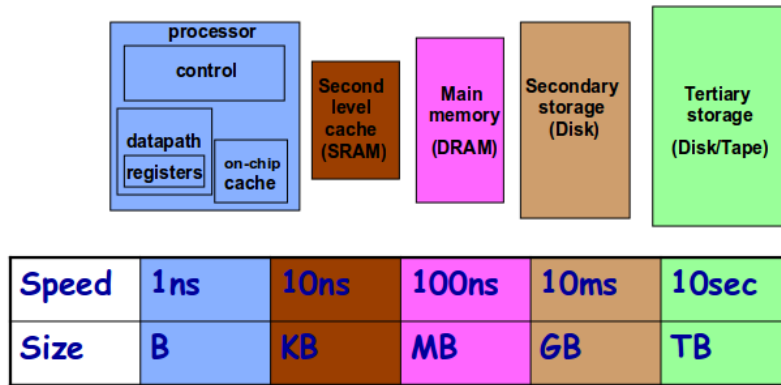 processor
control
datapath
registers
on-chip
cache
Second
level
cache
(SRAM)
Main
memory
(DRAM)
Secondary
storage
(Disk)
Tertiary
storage
(Disk/Tape)
Speed 1ns 10ns 100ns 10ms 10sec
Size B KB MB GB TB